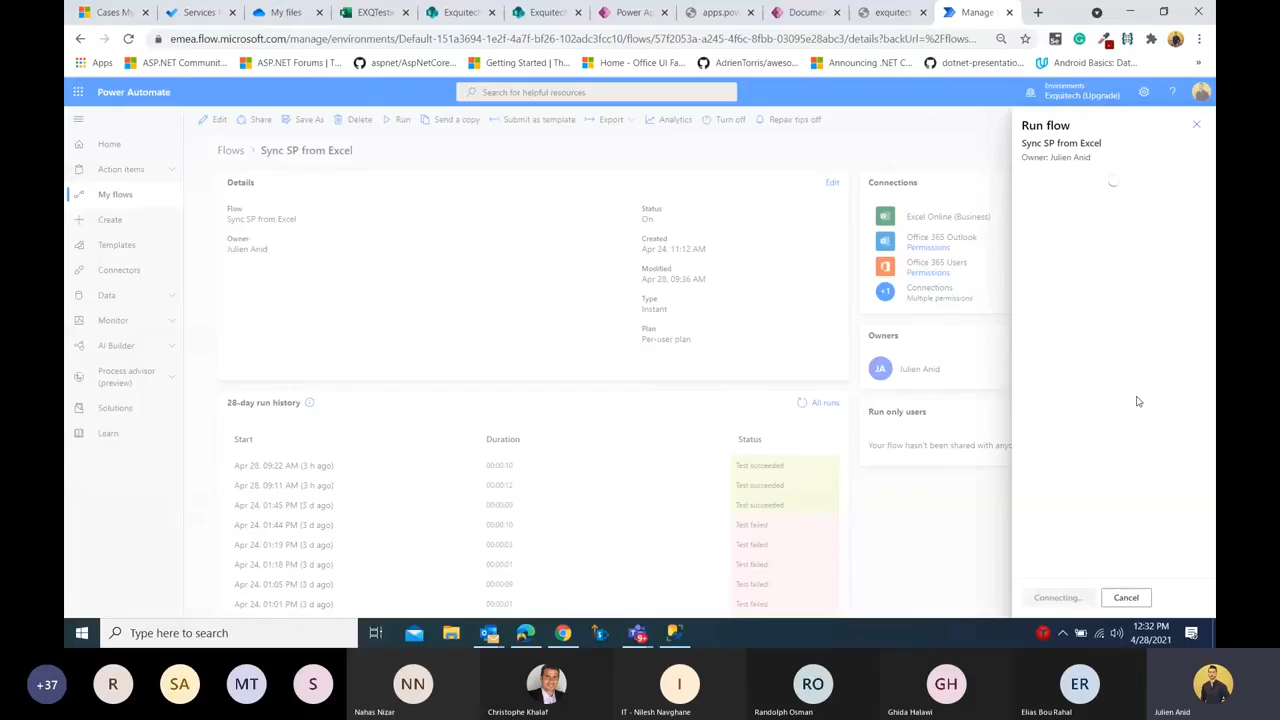 Cases My
Services F
My files
EXQTestin
Exquitech
Exquitech
Power Ap
apps.pow
Document
exquitech
Manage y
emea.flow.microsoft.com/manage/environments/Default-151a3694-1e2f-4a7f-bf26-102adc3fcc10/flows/57f2053a-a245-4f6c-8fbb-03095e28abc3/details?backUrl=%2Fflows...
Apps
ASP.NET Communit...
ASP.NET Forums | T...
aspnet/AspNetCore...
Getting Started | Th...
Home - Office UI Fa...
AdrienTorris/aweso...
Announcing .NET C...
dotnet-presentatio...
Android Basics: Dat...
»
Power Automate
Search for helpful resources
Environments
Exquitech (Upgrade)
Edit
Share
Save As
Delete
Run
Send a copy
Submit as template
Export
Analytics
Turn off
Repair tips off
Home
Action items
My flows
Create
Templates
Connectors
Data
Monitor
AI Builder
Process advisor
(preview)
Solutions
Learn
Flows > Sync SP from Excel
Details
Edit
Flow
Sync SP from Excel
Owner
Julien Anid
Status
On
Created
Apr 24, 11:12 AM
Modified
Apr 28, 09:36 AM
Type
Instant
Plan
Per-user plan
28-day run history
All runs
Start Duration Status
Apr 28, 09:22 AM (3 h ago) 00:00:10 Test succeeded
Apr 28, 09:11 AM (3 h ago) 00:00:12 Test succeeded
Apr 24, 01:45 PM (3 d ago) 00:00:09 Test succeeded
Apr 24, 01:44 PM (3 d ago) 00:00:10 Test failed
Apr 24, 01:19 PM (3 d ago) 00:00:03 Test failed
Apr 24, 01:18 PM (3 d ago) 00:00:01 Test failed
Apr 24, 01:05 PM (3 d ago) 00:00:09 Test failed
Apr 24, 01:01 PM (3 d ago) 00:00:01 Test failed
Connections
Excel Online (Business)
Office 365 Outlook
Permissions
Office 365 Users
Permissions
+1
Connections
Multiple permissions
Owners
JA
Julien Anid
Run only users
Your flow hasn't been shared with anyo
Run flow
Sync SP from Excel
Owner: Julien Anid
Connecting...
Cancel
Type here to search
9+
12:32 PM
4/28/2021
+37
R
SA
MT
S
NN
Nahas Nizar
Christophe Khalaf
I
IT - Nilesh Navghane
RO
Randolph Osman
GH
Ghida Halawi
ER
Elias Bou Rahal
Julien Anid